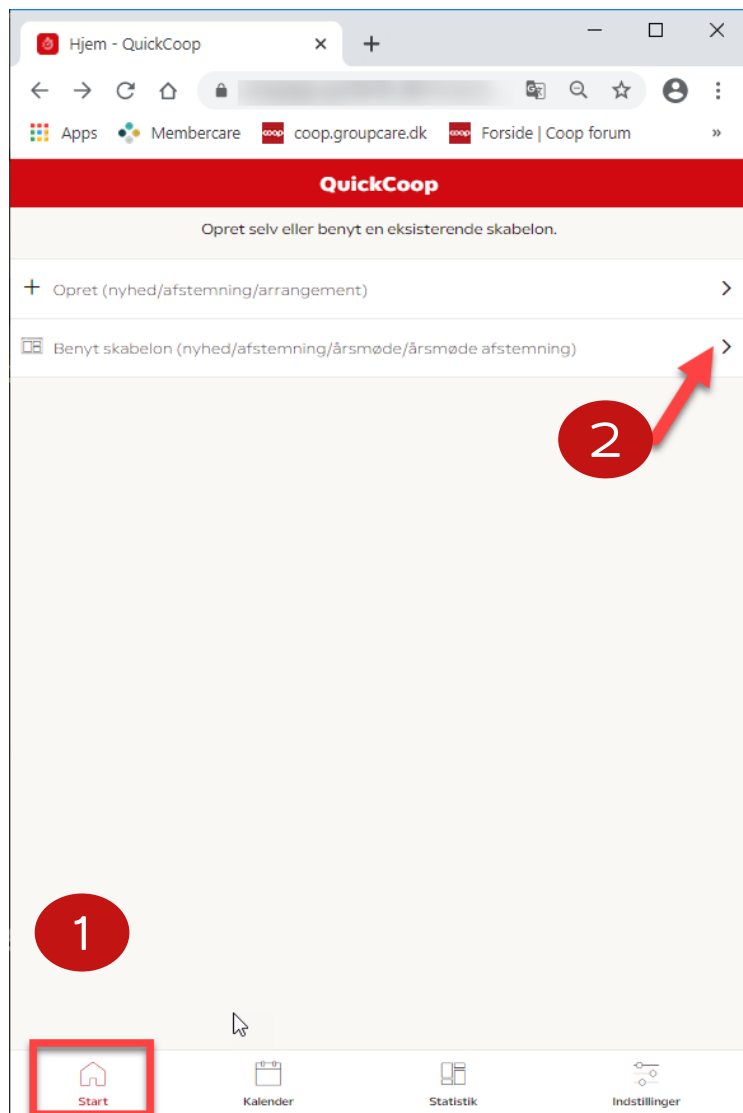 Hjem - QuickCoop
Apps Membercare coop.groupcare.dk Forside | Coop forum »
QuickCoop
Opret selv eller benyt en eksisterende skabelon.
+ Opret (nyhed/afstemning/arrangement)
Benyt skabelon (nyhed/afstemning/årsmøde/årsmøde afstemning)
2
1
Start Kalender Statistik Indstillinger